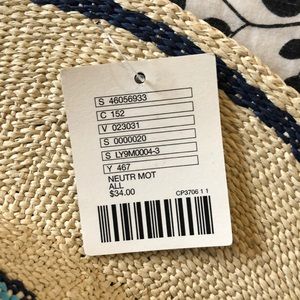 S 46056933
C 152
V 023031
S 0000020
S LY9M0004-3
Y 467
NEUTR MOT
ALL
$34.00
CP3706 1 1